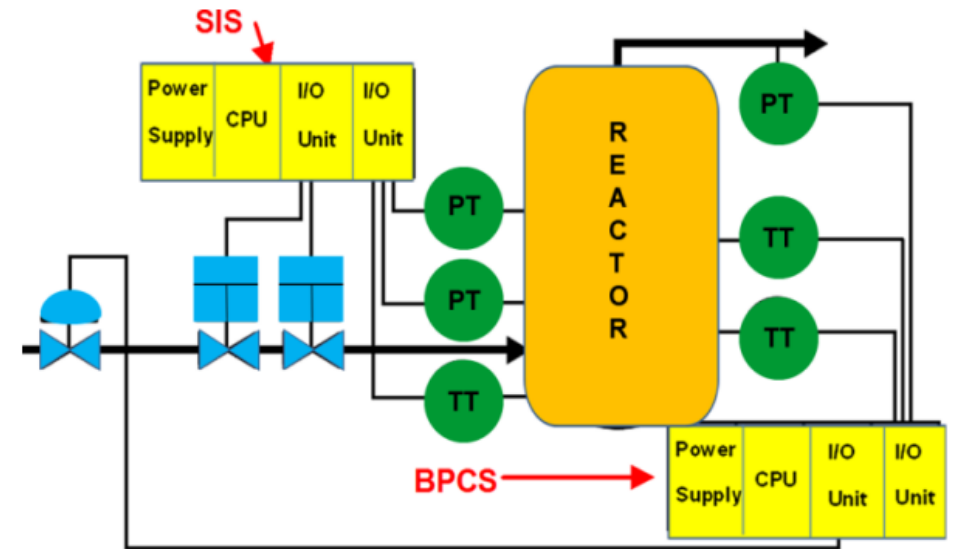 SIS
Power
Supply
CPU
I/O
Unit
I/O
Unit
PT
PT
TT
R
E
A
C
T
O
R
PT
TT
TT
BPCS
Power
Supply
CPU
I/O
Unit
I/O
Unit